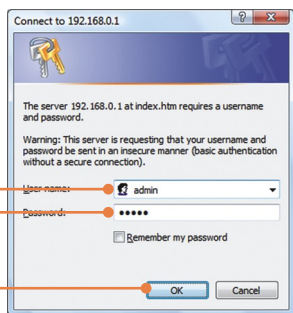 Connect to 192.168.0.1
The server 192.168.0.1 at index.htm requires a username
and password.
Warning: This server is requesting that your username and
password be sent in an insecure manner (basic authentication
without a secure connection).
User name:
admin
Password:
•••••
Remember my password
OK
Cancel